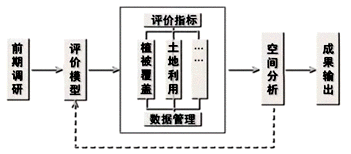 前期调研
评价模型
评价指标
植被覆盖
土地利用
……
数据管理
空间分析
成果输出